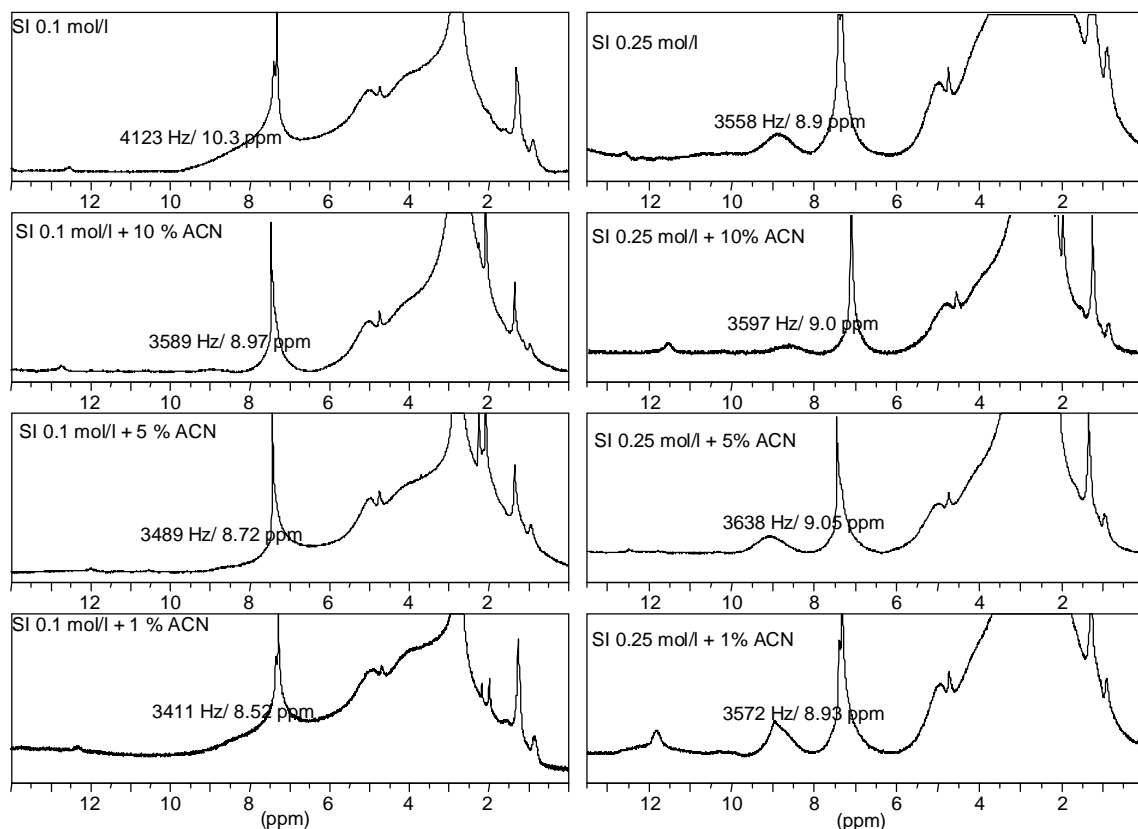 SI 0.1 mol/l
4123 Hz/ 10.3 ppm
12 10 8 6 4 2
SI 0.1 mol/l + 10 % ACN
3589 Hz/ 8.97 ppm
12 10 8 6 4 2
SI 0.1 mol/l + 5 % ACN
3489 Hz/ 8.72 ppm
12 10 8 6 4 2
SI 0.1 mol/l + 1 % ACN
3411 Hz/ 8.52 ppm
12 10 8 6 4 2
(ppm)
SI 0.25 mol/l
3558 Hz/ 8.9 ppm
12 10 8 6 4 2
SI 0.25 mol/l + 10% ACN
3597 Hz/ 9.0 ppm
12 10 8 6 4 2
SI 0.25 mol/l + 5% ACN
3638 Hz/ 9.05 ppm
12 10 8 6 4 2
SI 0.25 mol/l + 1% ACN
3572 Hz/ 8.93 ppm
12 10 8 6 4 2
(ppm)